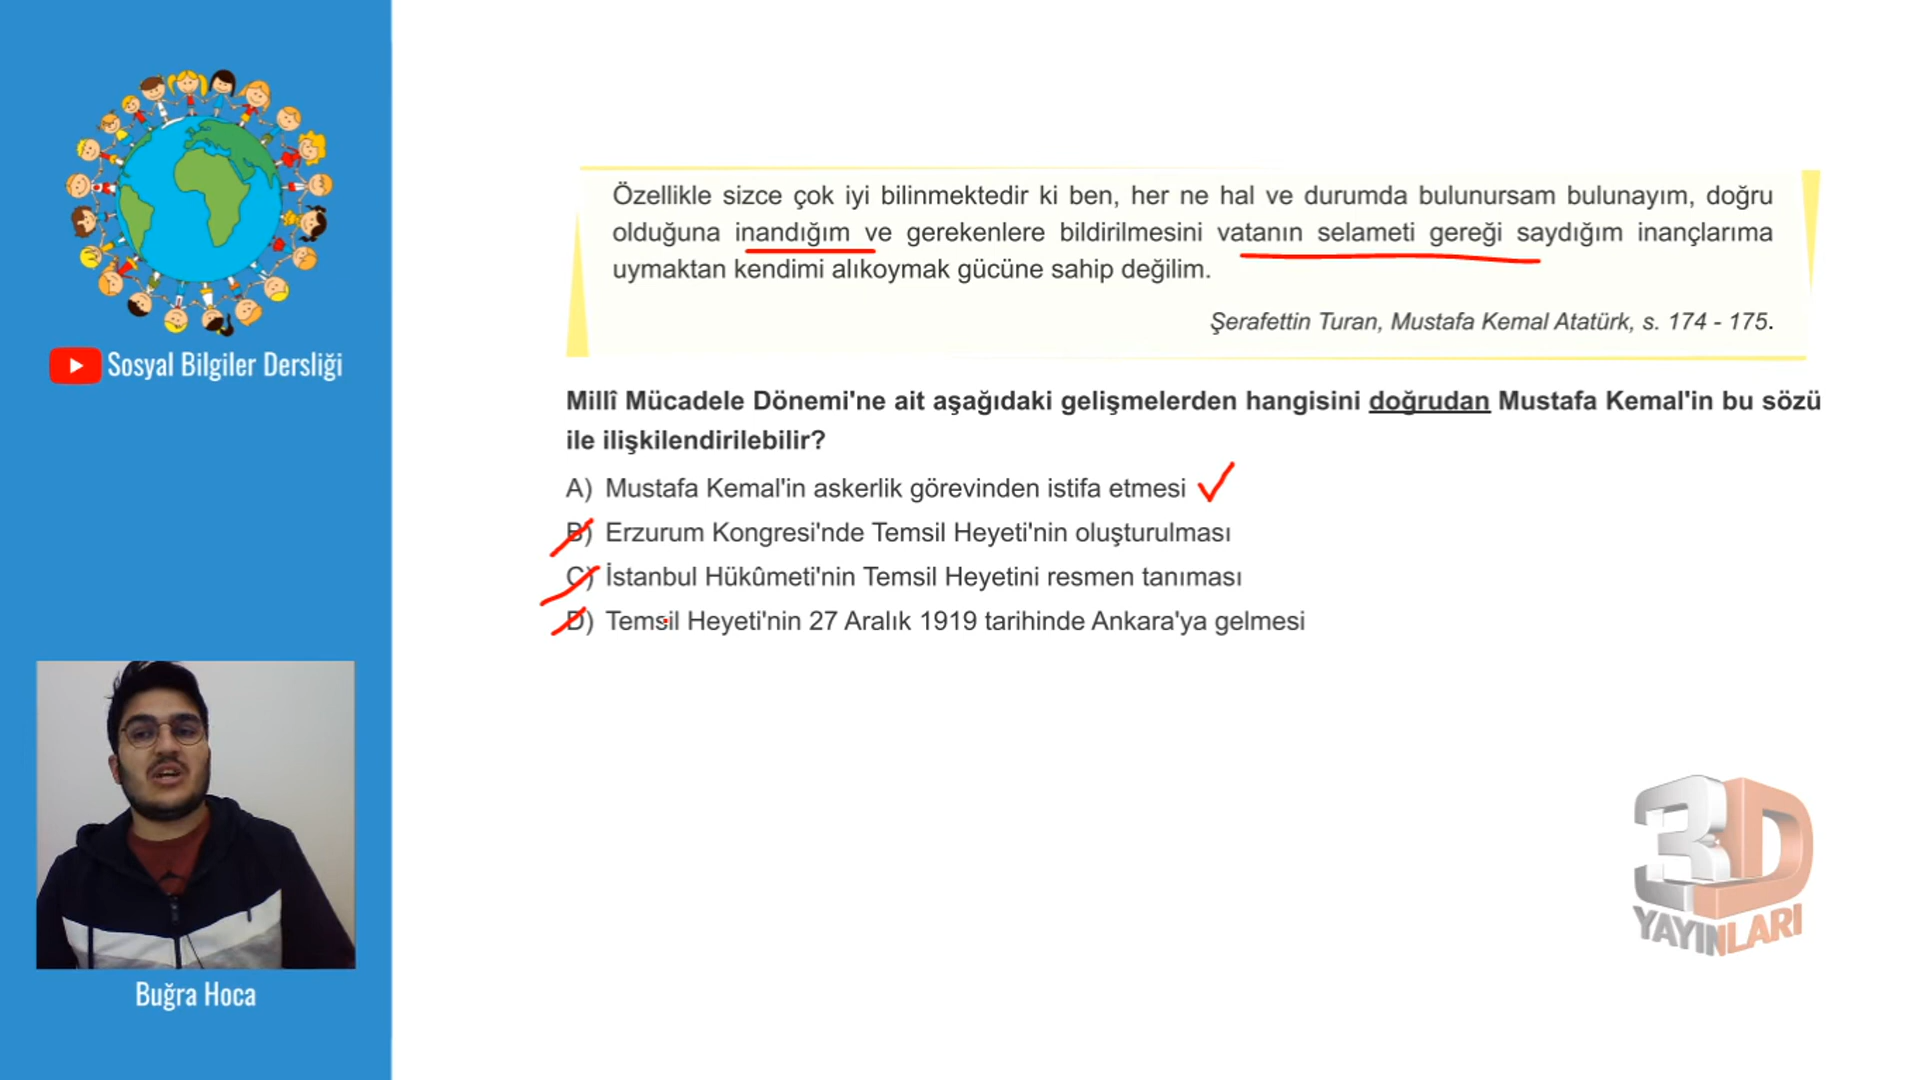 Sosyal Bilgiler Dersliği
Buğra Hoca
Özellikle sizce çok iyi bilinmektedir ki ben, her ne hal ve durumda bulunursam bulunayım, doğru
olduğuna inandığım ve gerekenlere bildirilmesini vatanın selameti gereği saydığım inançlarıma
uymaktan kendimi alıkoymak gücüne sahip değilim.
Şerafettin Turan, Mustafa Kemal Atatürk, s. 174 - 175.
Millî Mücadele Dönemi'ne ait aşağıdaki gelişmelerden hangisini doğrudan Mustafa Kemal'in bu sözü
ile ilişkilendirilebilir?
A) Mustafa Kemal'in askerlik görevinden istifa etmesi
B) Erzurum Kongresi'nde Temsil Heyeti'nin oluşturulması
C) İstanbul Hükûmeti'nin Temsil Heyetini resmen tanıması
D) Temsil Heyeti'nin 27 Aralık 1919 tarihinde Ankara'ya gelmesi
3D
YAYINLARI